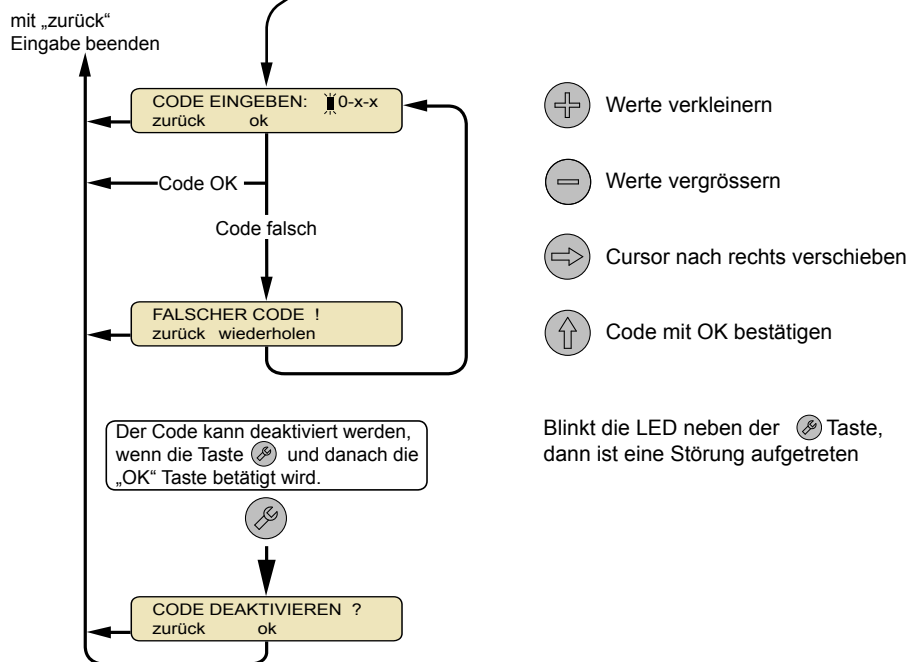 mit „zurück“
Eingabe beenden
CODE EINGEBEN: 0-x-x
zurück ok
Code OK
Code falsch
FALSCHER CODE !
zurück wiederholen
Der Code kann deaktiviert werden,
wenn die Taste und danach die
„OK“ Taste betätigt wird.
CODE DEAKTIVIEREN ?
zurück ok
Werte verkleinern
Werte vergrössern
Cursor nach rechts verschieben
Code mit OK bestätigen
Blinkt die LED neben der Taste,
dann ist eine Störung aufgetreten